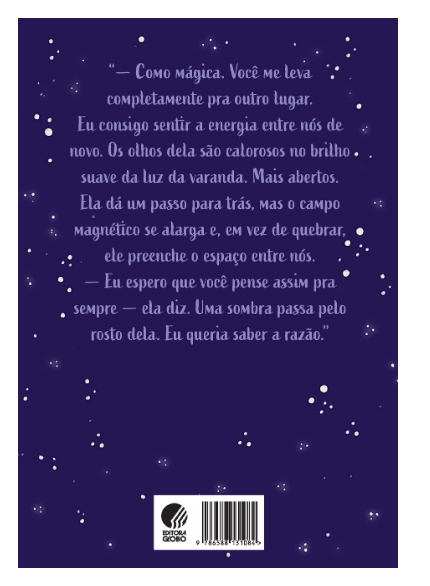 “— Como mágica. Você me leva
completamente pra outro lugar.
Eu consigo sentir a energia entre nós de
novo. Os olhos dela são calorosos no brilho
suave da luz da varanda. Mais abertos.
Ela dá um passo para trás, mas o campo
magnético se alarga e, em vez de quebrar,
ele preenche o espaço entre nós.
— Eu espero que você pense assim pra
sempre — ela diz. Uma sombra passa pelo
rosto dela. Eu queria saber a razão.”
EDITORA
GLOBO
9 786588 131084 >